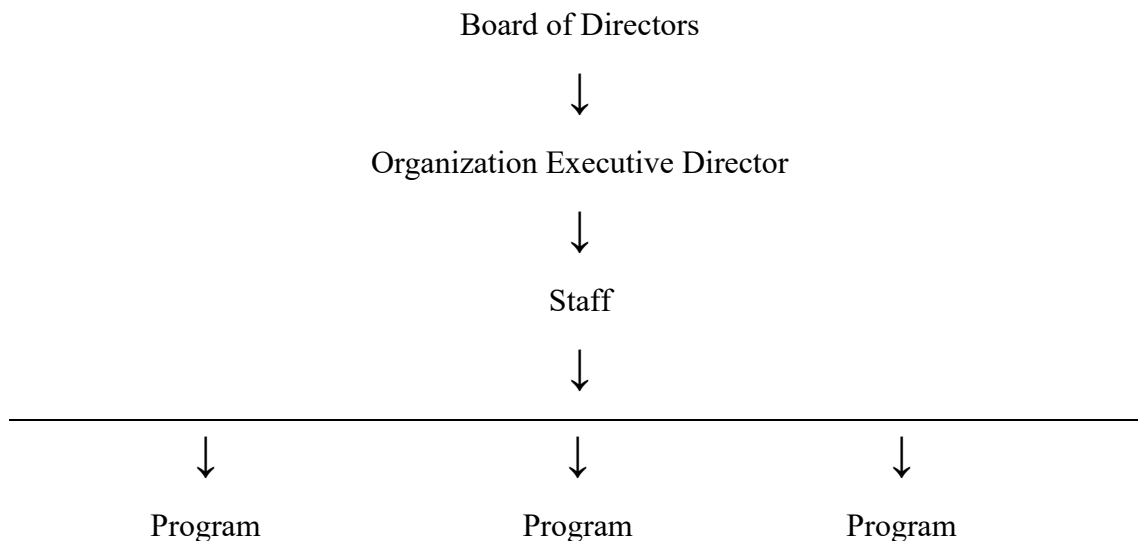 Board of Directors
↓
Organization Executive Director
↓
Staff
↓
↓ ↓ ↓
Program Program Program